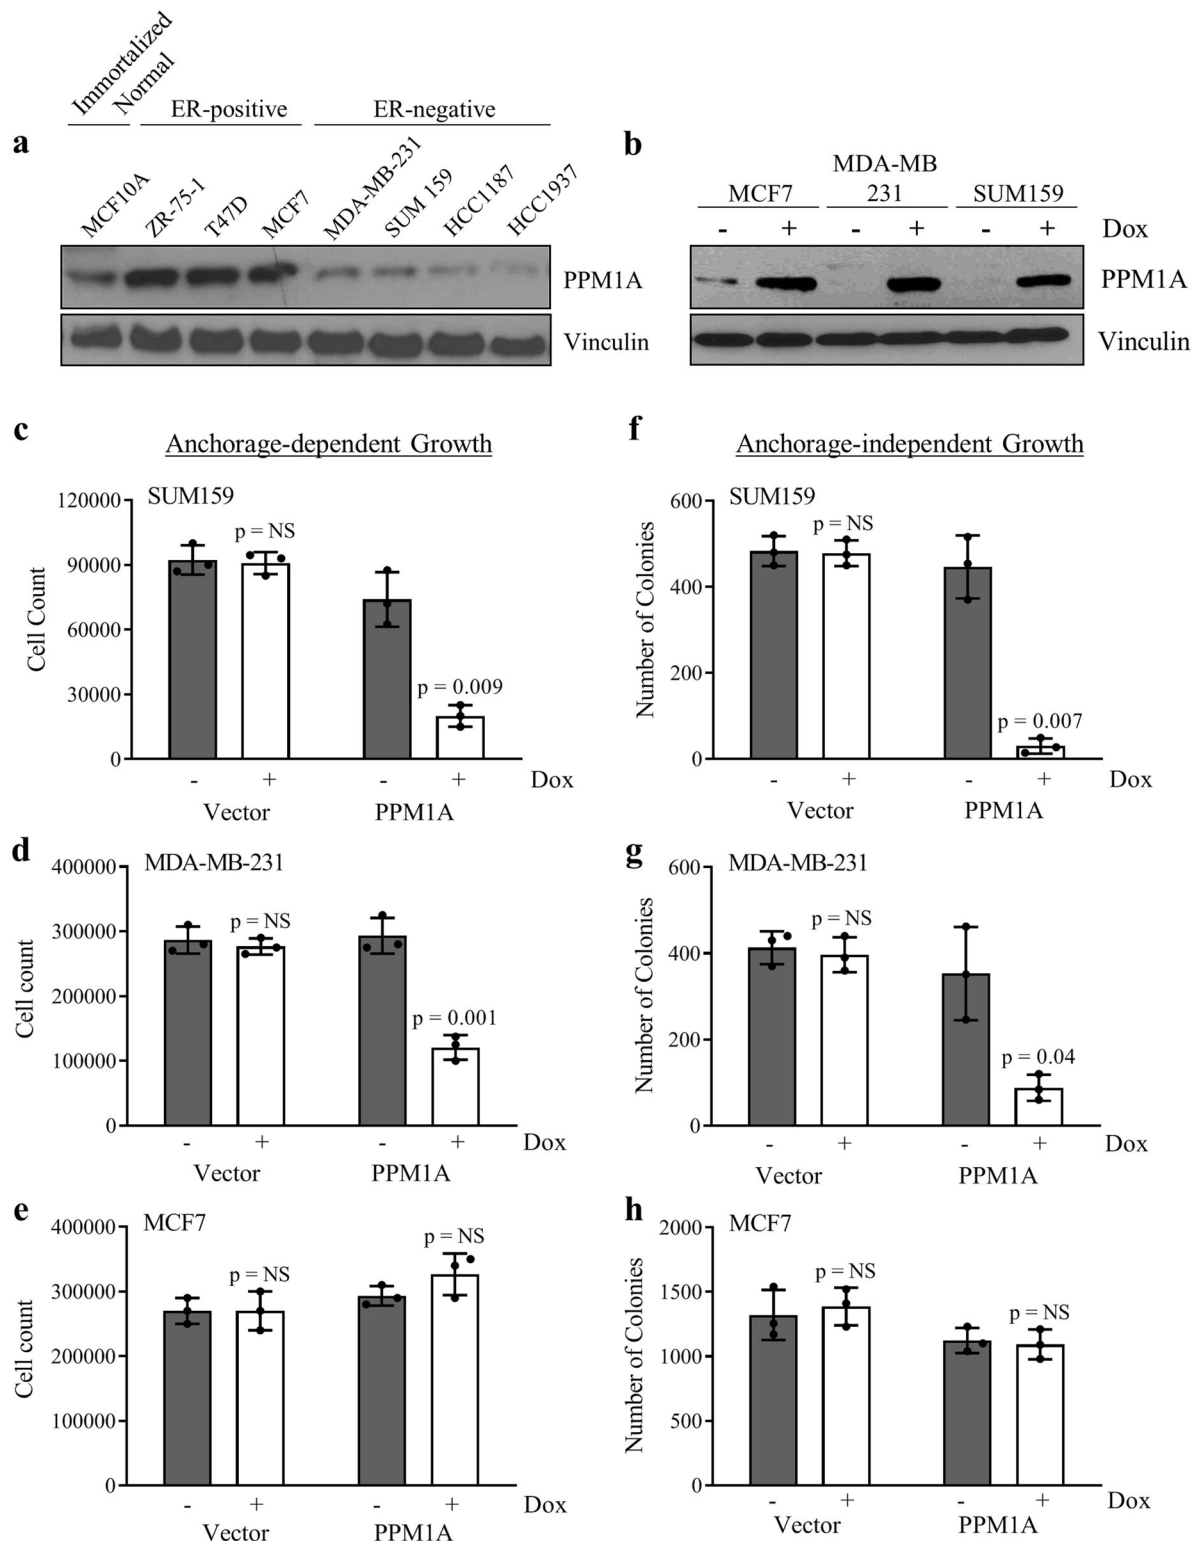 Immortalized
Normal
ER-positive
ER-negative
a
MCF10A
ZR-75-1
T47D
MCF7
MDA-MB-231
SUM 159
HCC1187
HCC1937
PPM1A
Vinculin
b
MDA-MB
MCF7 231 SUM159
- + - + - + Dox
PPM1A
Vinculin
c
Anchorage-dependent Growth
SUM159
Cell Count
120000
90000
60000
30000
0
p = NS
p = 0.009
- + - + Dox
Vector PPM1A
f
Anchorage-independent Growth
SUM159
Number of Colonies
600
400
200
0
p = NS
p = 0.007
- + - + Dox
Vector PPM1A
d
MDA-MB-231
Cell count
400000
300000
200000
100000
0
p = NS
p = 0.001
- + - + Dox
Vector PPM1A
g
MDA-MB-231
Number of Colonies
600
400
200
0
p = NS
p = 0.04
- + - + Dox
Vector PPM1A
e
MCF7
Cell count
400000
300000
200000
100000
0
p = NS
p = NS
- + - + Dox
Vector PPM1A
h
MCF7
Number of Colonies
2000
1500
1000
500
0
p = NS
p = NS
- + - + Dox
Vector PPM1A